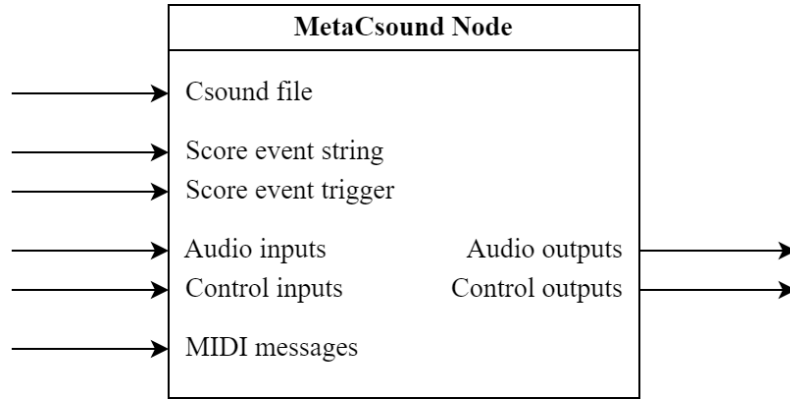 MetaCsound Node
Csound file
Score event string
Score event trigger
Audio inputs
Audio outputs
Control inputs
Control outputs
MIDI messages